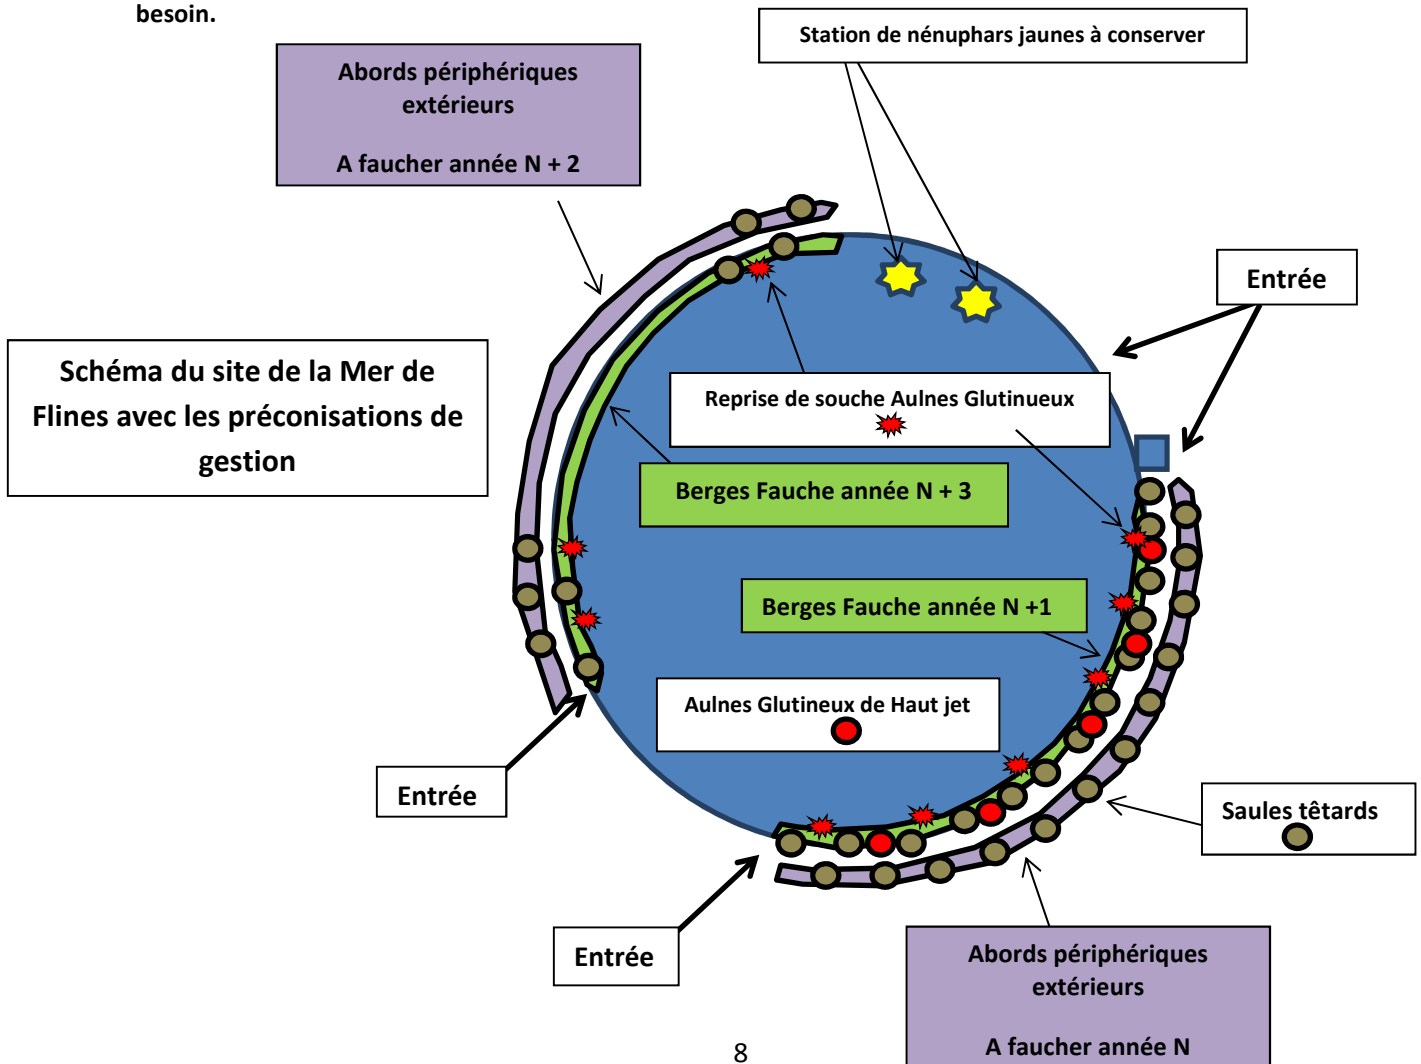 besoin.
Station de nénuphars jaunes à conserver
Abords périphériques
extérieurs
A faucher année N + 2
Entrée
Schéma du site de la Mer de
Flines avec les préconisations de
gestion
Reprise de souche Aulnes Glutinueux
Berges Fauche année N + 3
Berges Fauche année N +1
Aulnes Glutineux de Haut jet
Entrée
Saules têtards
Entrée
Abords périphériques
extérieurs
A faucher année N
8